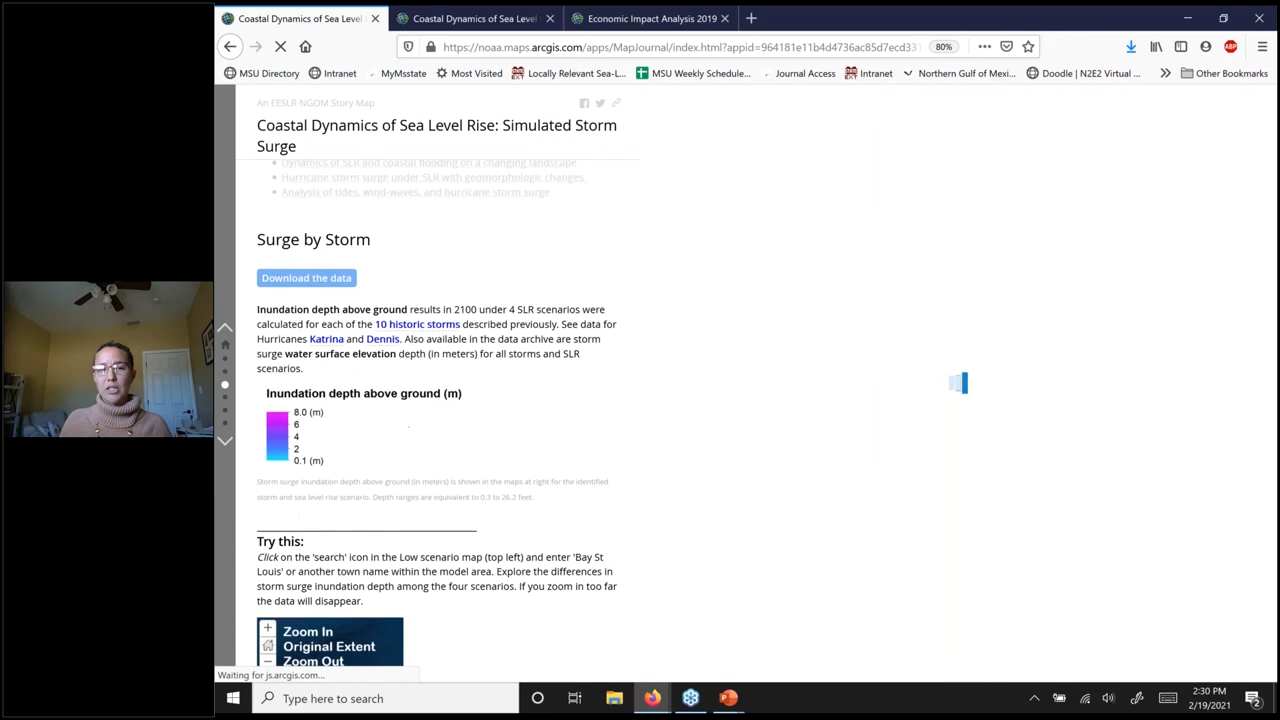 Coastal Dynamics of Sea Level
Coastal Dynamics of Sea Level
Economic Impact Analysis 2019
https://noaa.maps.arcgis.com/apps/MapJournal/index.html?appid=964181e11b4d4736ac85d7ecd331
80%
ABP
MSU Directory
Intranet
MyMsstate
Most Visited
Locally Relevant Sea-L...
MSU Weekly Schedule...
Journal Access
Intranet
Northern Gulf of Mexi...
Doodle | N2E2 Virtual ...
Other Bookmarks
An EESLR-NGOM Story Map
Coastal Dynamics of Sea Level Rise: Simulated Storm
Surge
Dynamics of SLR and coastal flooding on a changing landscape
Hurricane storm surge under SLR with geomorphologic changes
Analysis of tides, wind-waves, and hurricane storm surge
Surge by Storm
Download the data
Inundation depth above ground results in 2100 under 4 SLR scenarios were
calculated for each of the 10 historic storms described previously. See data for
Hurricanes Katrina and Dennis. Also available in the data archive are storm
surge water surface elevation depth (in meters) for all storms and SLR
scenarios.
Inundation depth above ground (m)
8.0 (m)
6
4
2
0.1 (m)
Storm surge inundation depth above ground (in meters) is shown in the maps at right for the identified
storm and sea level rise scenario. Depth ranges are equivalent to 0.3 to 26.2 feet.
Try this:
Click on the 'search' icon in the Low scenario map (top left) and enter 'Bay St
Louis' or another town name within the model area. Explore the differences in
storm surge inundation depth among the four scenarios. If you zoom in too far
the data will disappear.
Zoom In
Original Extent
Zoom Out
Waiting for js.arcgis.com...
Type here to search
2:30 PM
2/19/2021
2